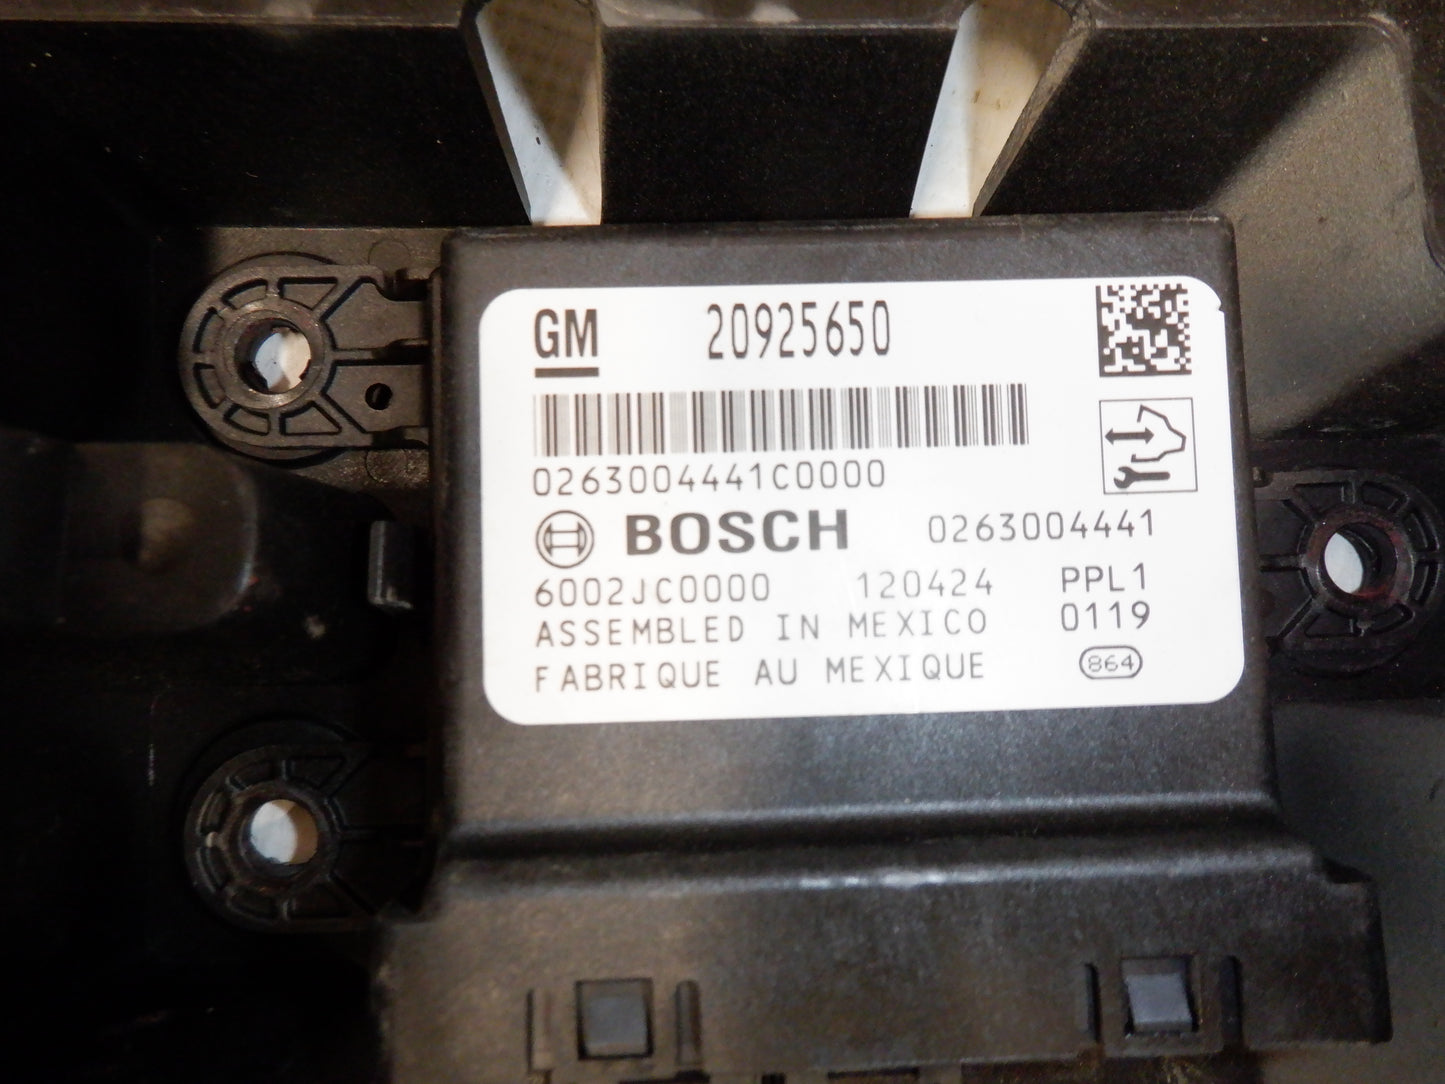 GM 20925650
0263004441C0000
BOSCH 0263004441
6002JC0000 120424 PPL1
ASSEMBLED IN MEXICO 0119
FABRIQUE AU MEXIQUE 864